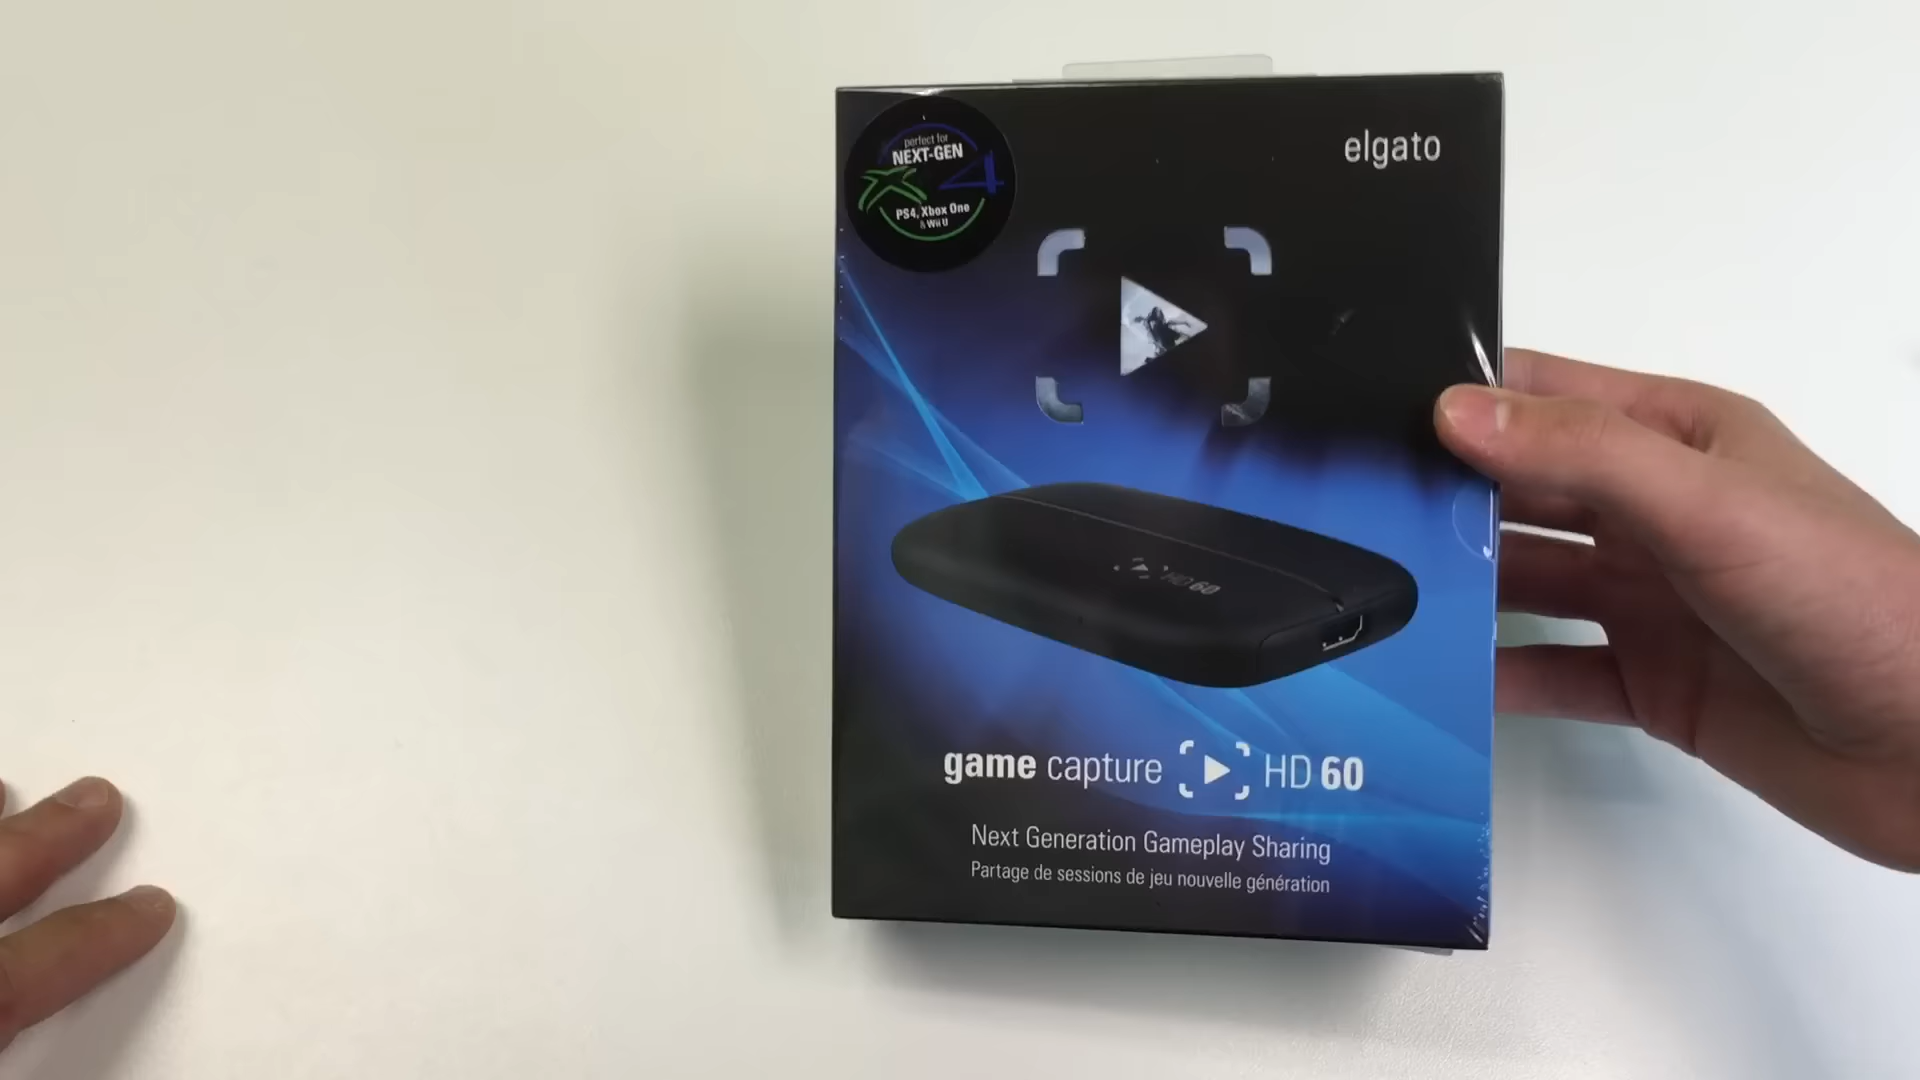 perfect for
NEXT-GEN
X 4
PS4, Xbox One
& Wii U
elgato
HD 60
game capture HD 60
Next Generation Gameplay Sharing
Partage de sessions de jeu nouvelle génération